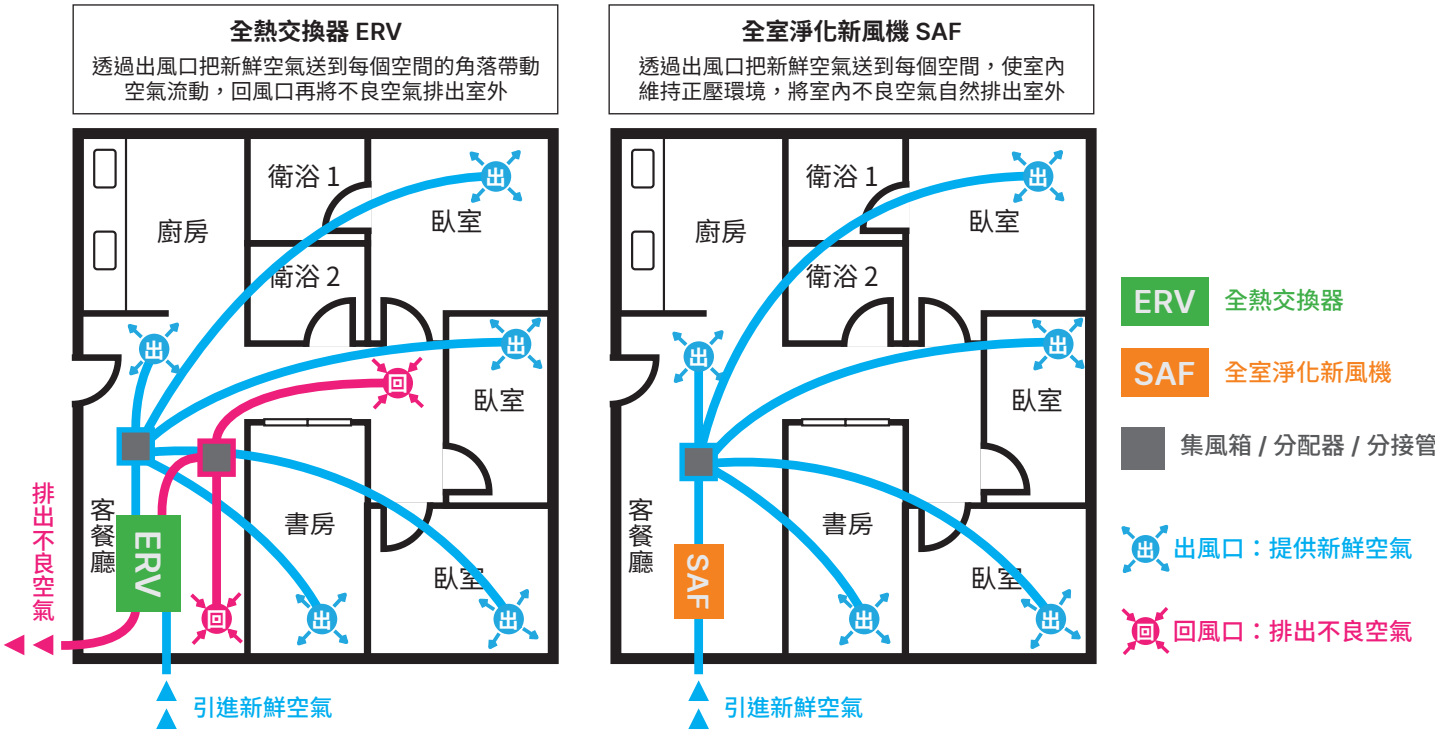 全熱交換器 ERV
透過出風口把新鮮空氣送到每個空間的角落帶動
空氣流動，回風口再將不良空氣排出室外
全室淨化新風機 SAF
透過出風口把新鮮空氣送到每個空間，使室內
維持正壓環境，將室內不良空氣自然排出室外
衛浴 1
出
臥室
廚房
衛浴 2
出
出
回
臥室
客餐廳
ERV
書房
臥室
回
出
出
排出不良空氣
引進新鮮空氣
衛浴 1
出
臥室
廚房
衛浴 2
出
出
臥室
客餐廳
SAF
書房
臥室
出
出
引進新鮮空氣
ERV 全熱交換器
SAF 全室淨化新風機
集風箱 / 分配器 / 分接管
出 出風口：提供新鮮空氣
回 回風口：排出不良空氣